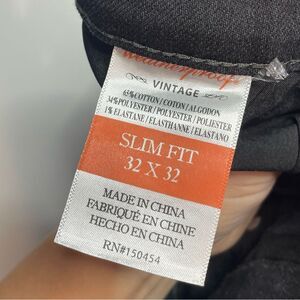 Weatherproof
VINTAGE
65%COTTON/COTON/ALGODON
34%POLYESTER/POLYESTER/POLIESTER
1% ELASTANE/ELASTHANNE/ELASTANO
SLIM FIT
32 X 32
MADE IN CHINA
FABRIQUÉ EN CHINE
HECHO EN CHINA
RN#150454